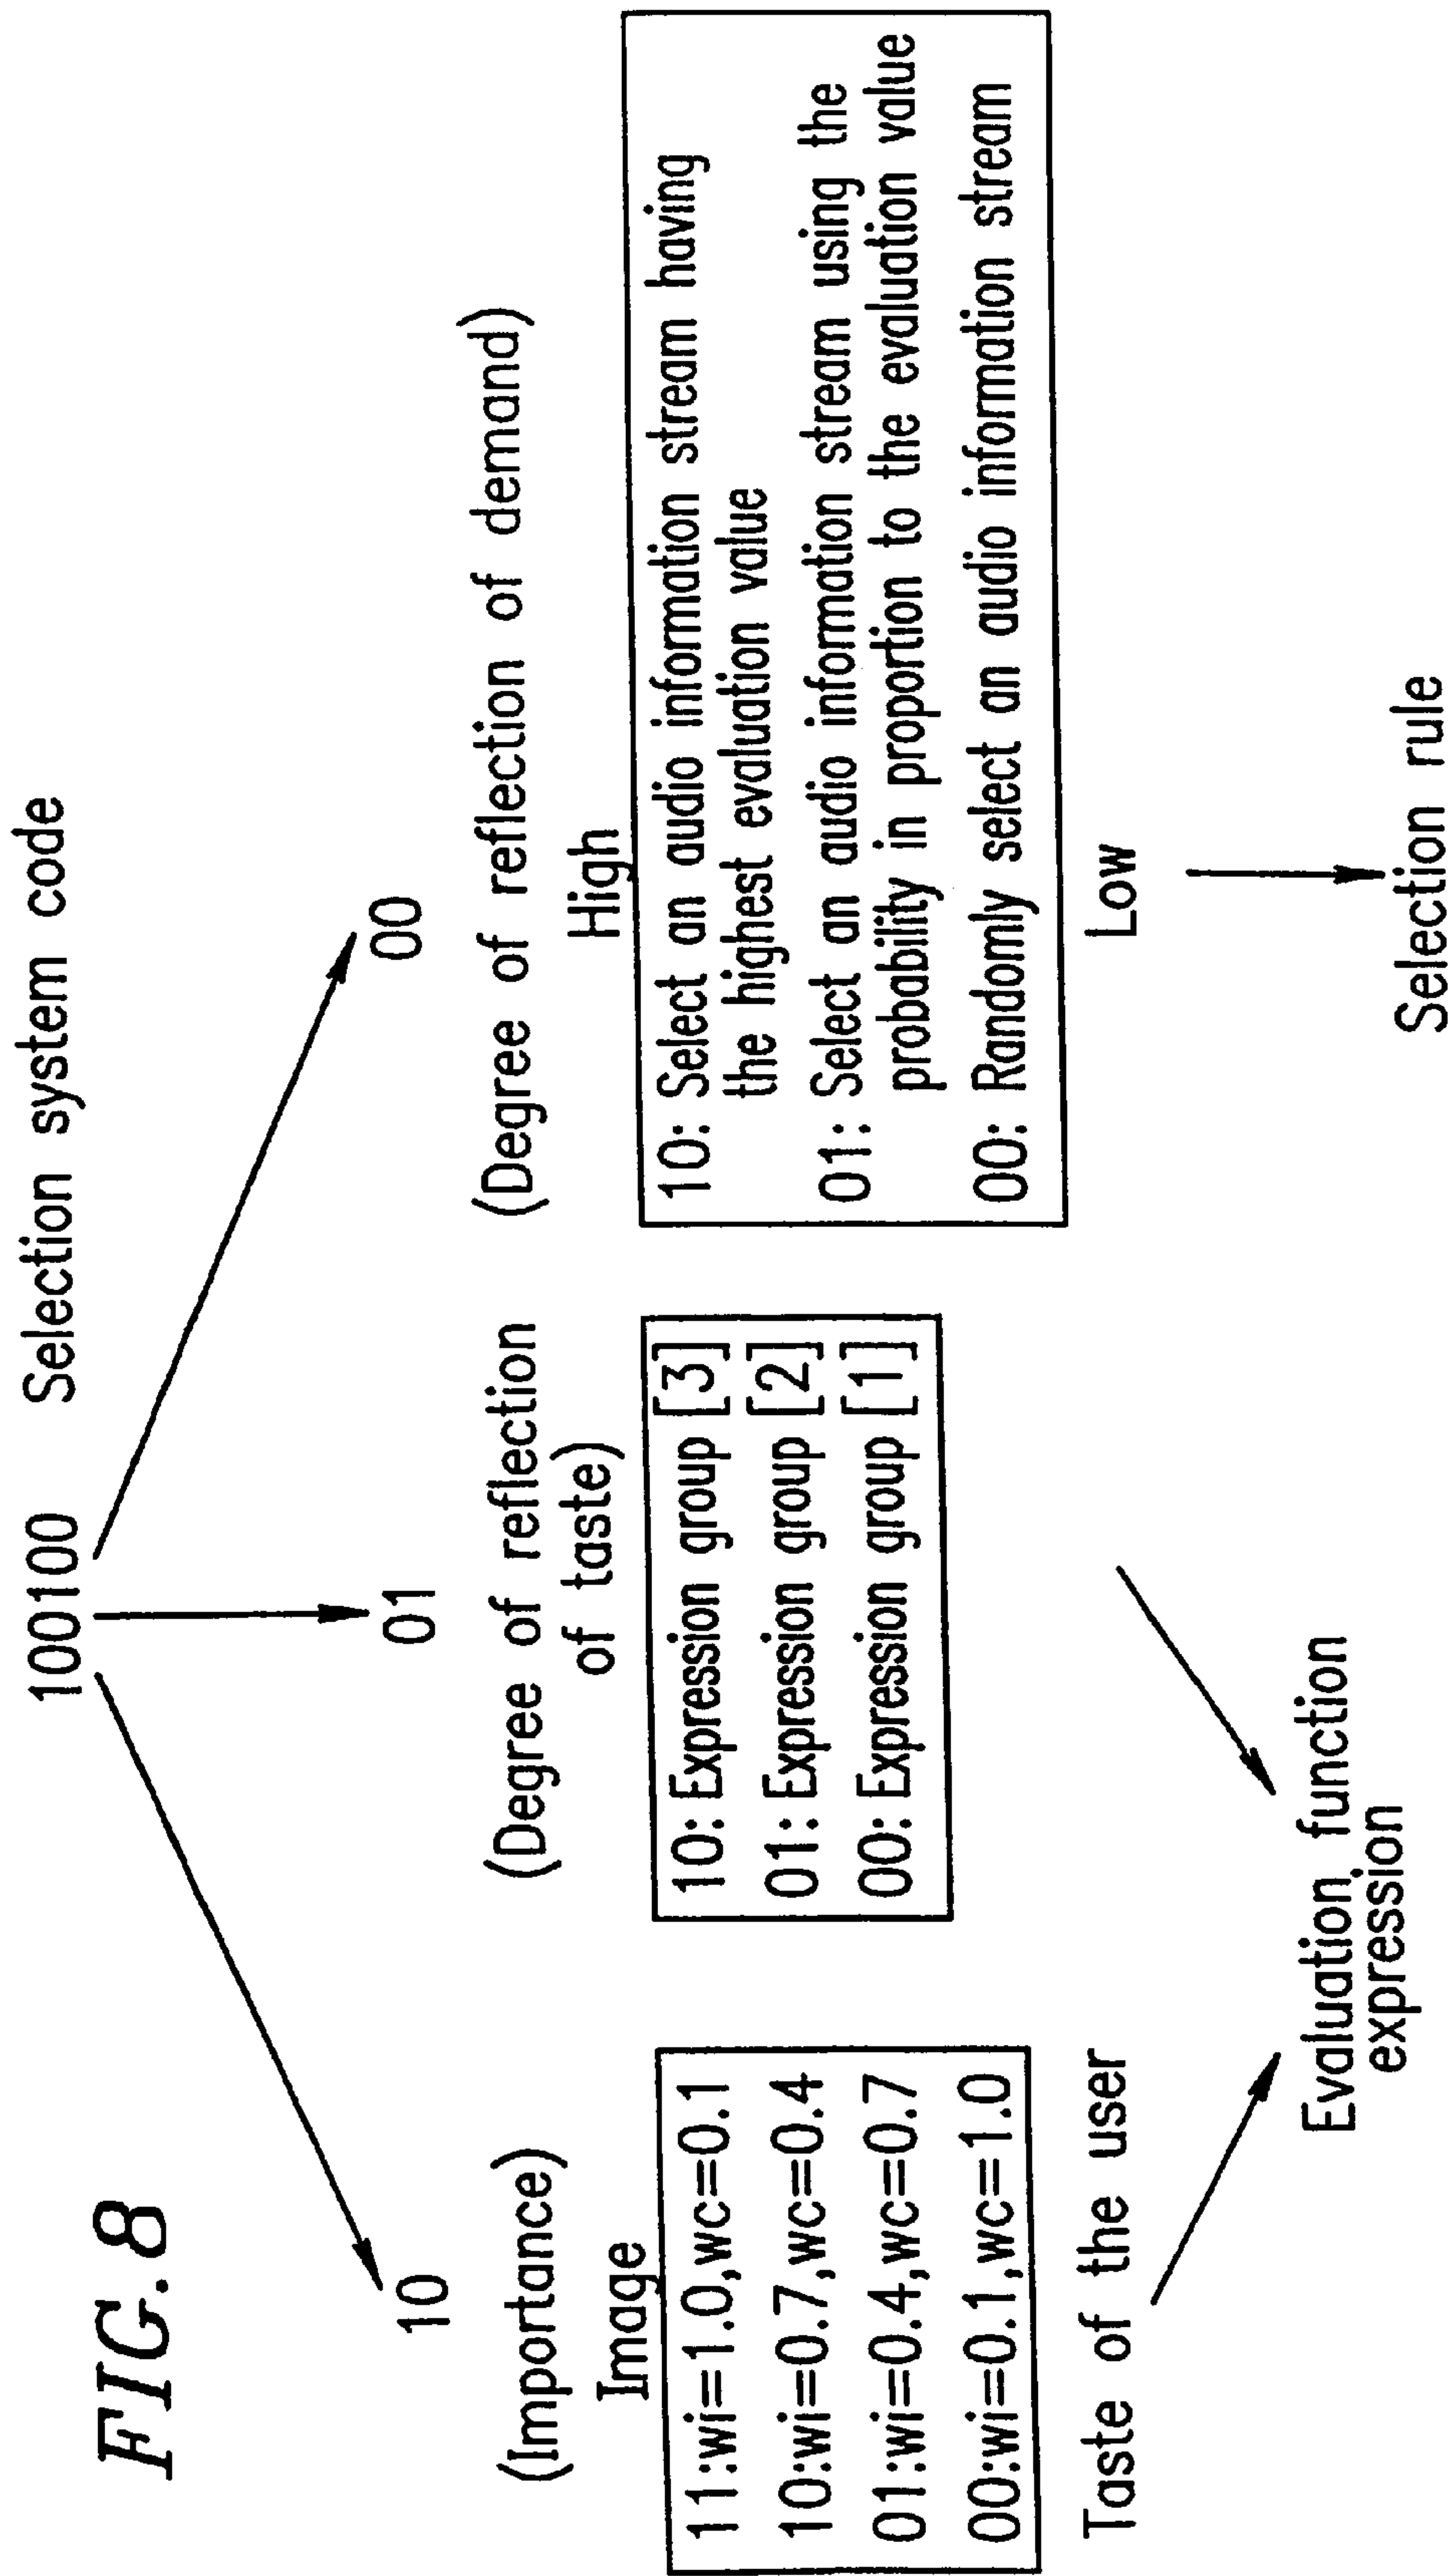 FIG.8
100100 Selection system code
10
01
00
(Importance)
Image
11:wi=1.0,wc=0.1
10:wi=0.7,wc=0.4
01:wi=0.4,wc=0.7
00:wi=0.1,wc=1.0
Taste of the user
(Degree of reflection
of taste)
10: Expression group [3]
01: Expression group [2]
00: Expression group [1]
Evaluation function
expression
(Degree of reflection of demand)
High
10: Select an audio information stream having
the highest evaluation value
01: Select an audio information stream using the
probability in proportion to the evaluation value
00: Randomly select an audio information stream
Low
Selection rule